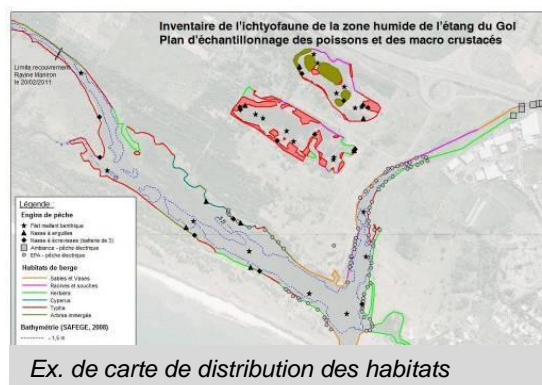 Inventaire de l'ichtyofaune de la zone humide de l'étang du Gol
Plan d'échantillonnage des poissons et des macro crustacés
Limite recouvrement
Ravine Maniron
le 20/02/2011
Légende :
Engins de pêche
Filet maillant benthique
Nasse à anguilles
Nasse à écrevisses (batterie de 3)
Ambiance - pêche électrique
EPA - pêche électrique
Habitats de berge
Sables et Vases
Racines et souches
Herbiers
Cyperus
Typha
Arbres immergés
Bathymétrie (SAFEGE, 2008)
- 1,5 m
Ex. de carte de distribution des habitats